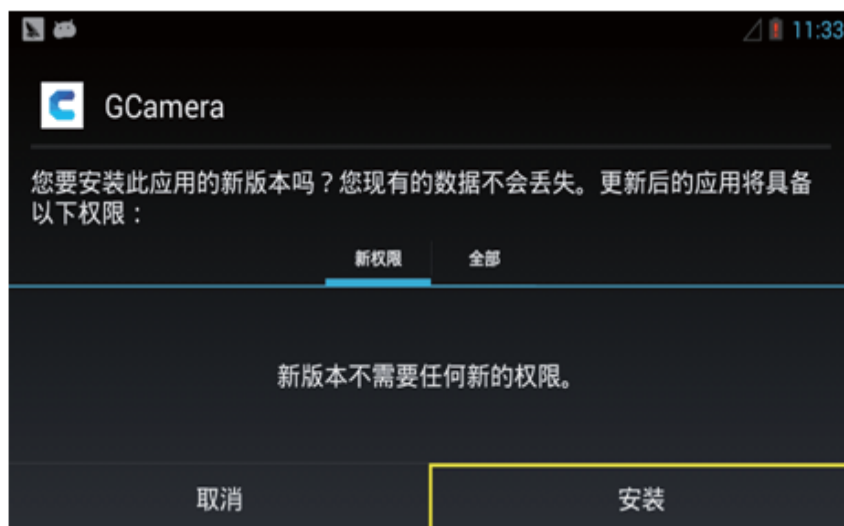 11:33
GCamera
您要安装此应用的新版本吗？您现有的数据不会丢失。更新后的应用将具备
以下权限：
新权限 全部
新版本不需要任何新的权限。
取消 安装